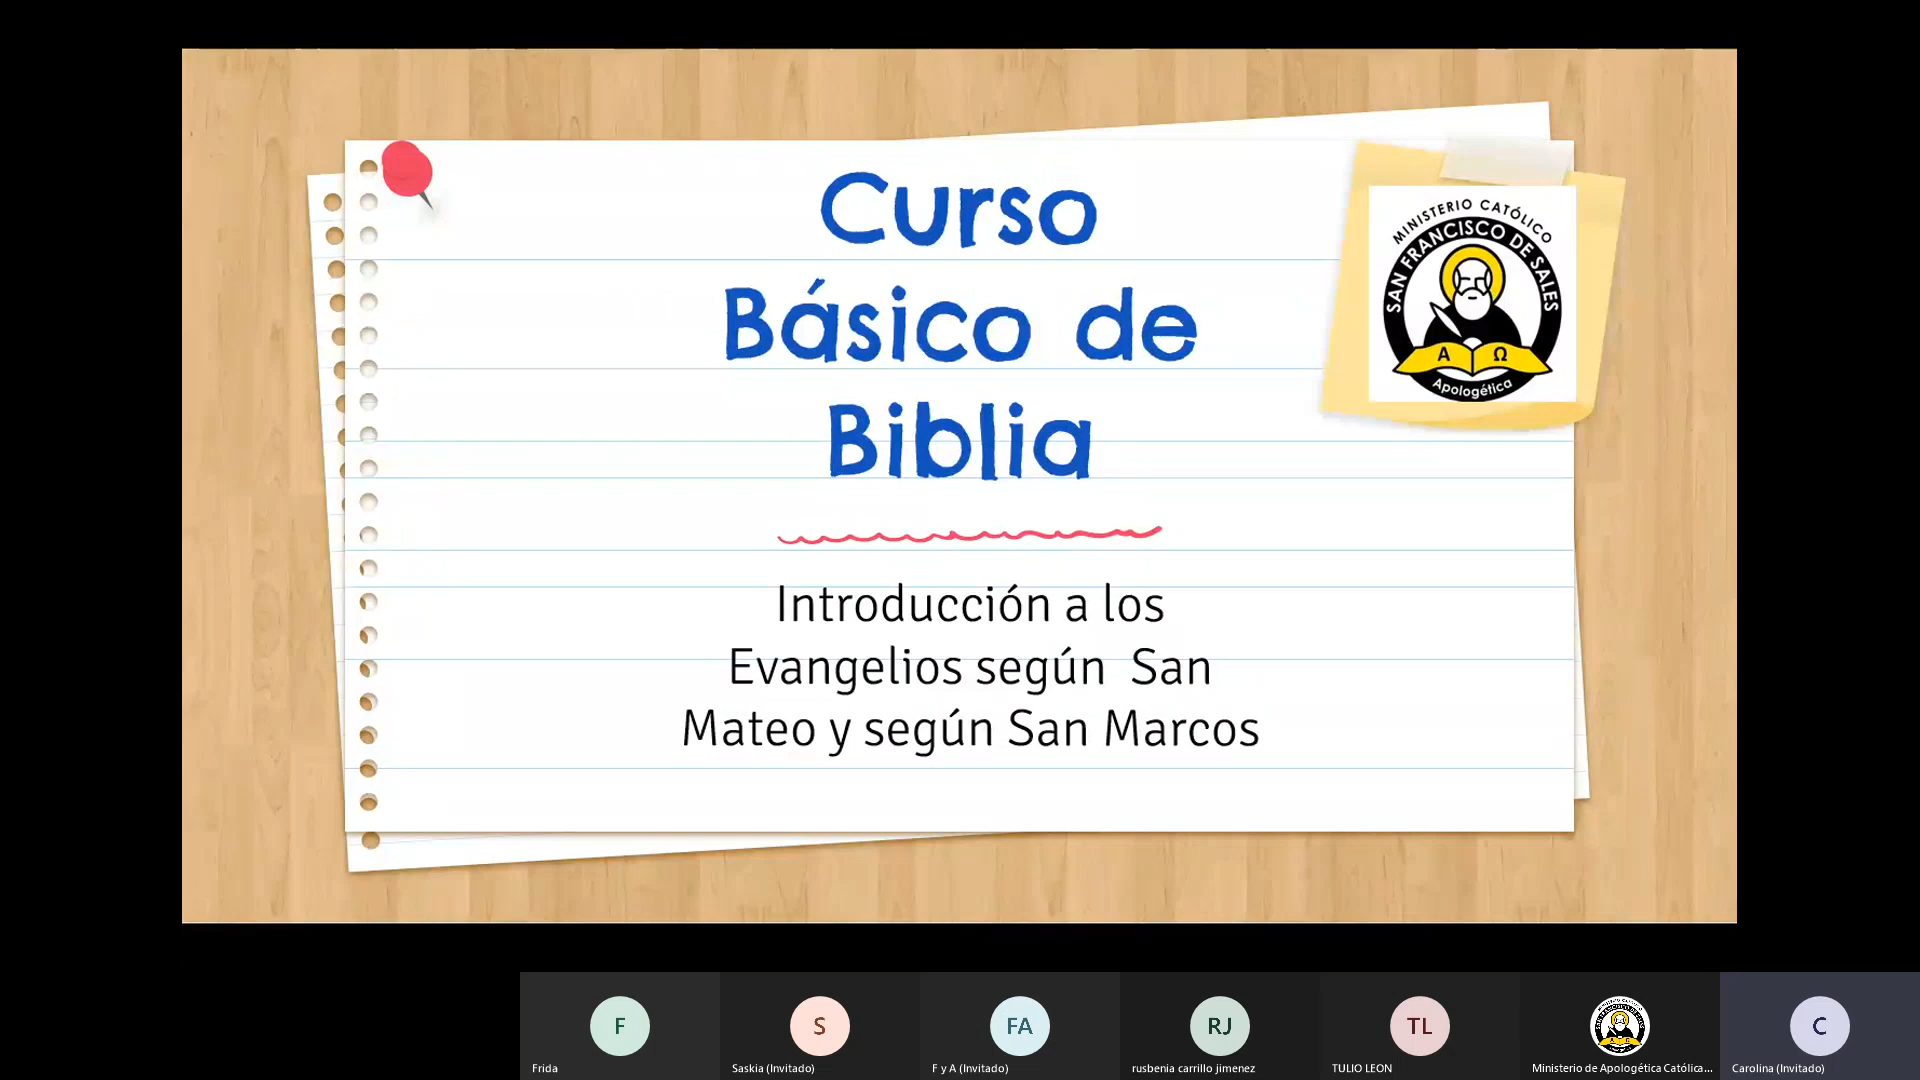 Curso
Básico de
Biblia
MINISTERIO CATÓLICO
SAN FRANCISCO DE SALES
Α Ω
Apologética
Introducción a los
Evangelios según  San
Mateo y según San Marcos
F
S
FA
RJ
TL
C
Frida
Saskia (Invitado)
F y A (Invitado)
rusbenia carrillo jimenez
TULIO LEON
Ministerio de Apologética Católica...
Carolina (Invitado)